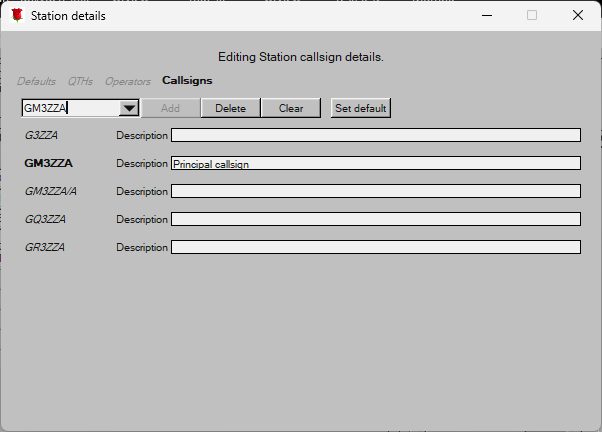 Station details
Editing Station callsign details.
Defaults QTHs Operators Callsigns
GM3ZZA Add Delete Clear Set default
G3ZZA Description
GM3ZZA Description Principal callsign
GM3ZZA/A Description
GQ3ZZA Description
GR3ZZA Description